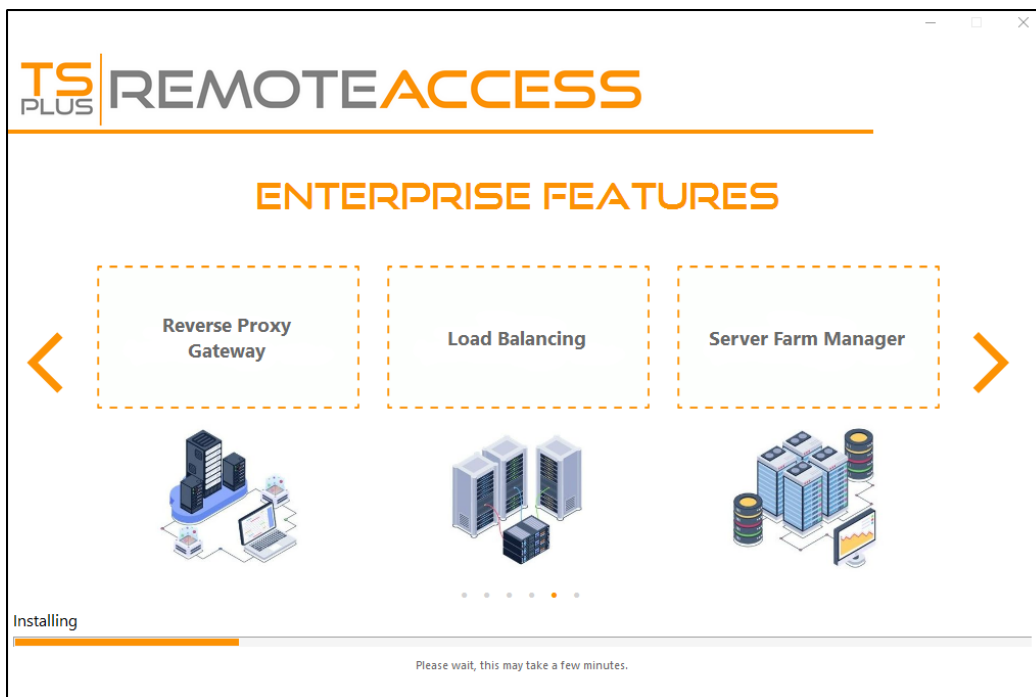 TS PLUS REMOTEACCESS
ENTERPRISE FEATURES
Reverse Proxy
Gateway
Load Balancing
Server Farm Manager
Installing
Please wait, this may take a few minutes.